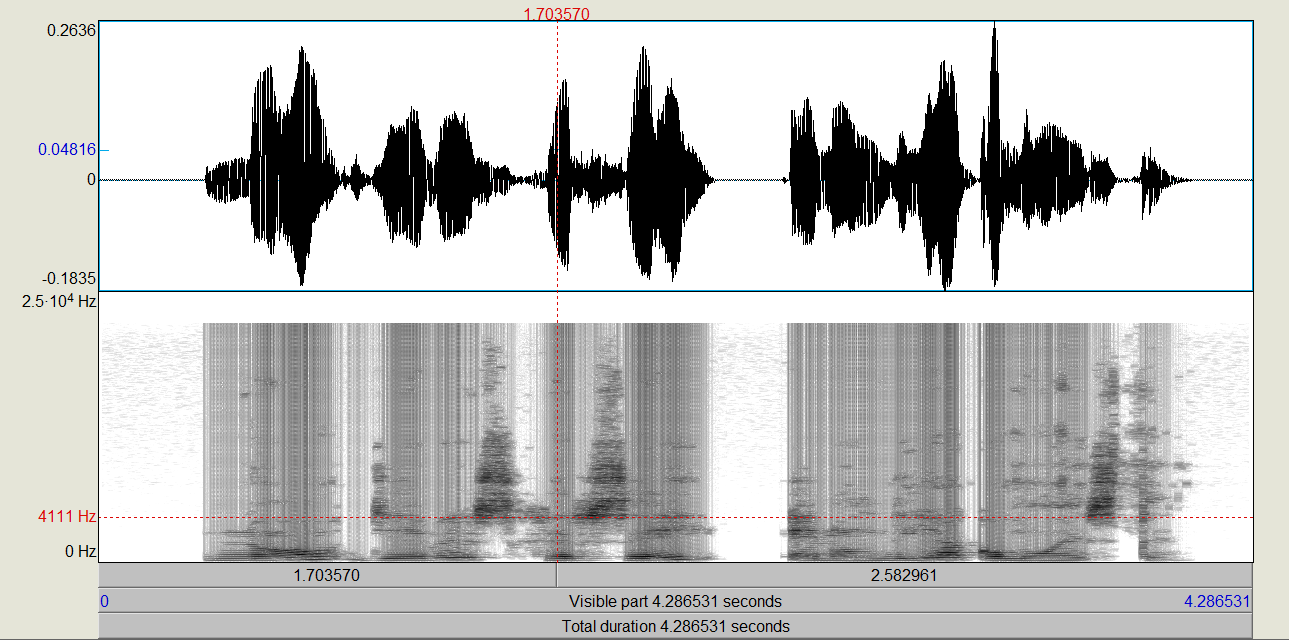 1.703570
0.2636
0.04816
0
-0.1835
2.5·10⁴ Hz
4111 Hz
0 Hz
1.703570 2.582961
0 Visible part 4.286531 seconds 4.286531
Total duration 4.286531 seconds